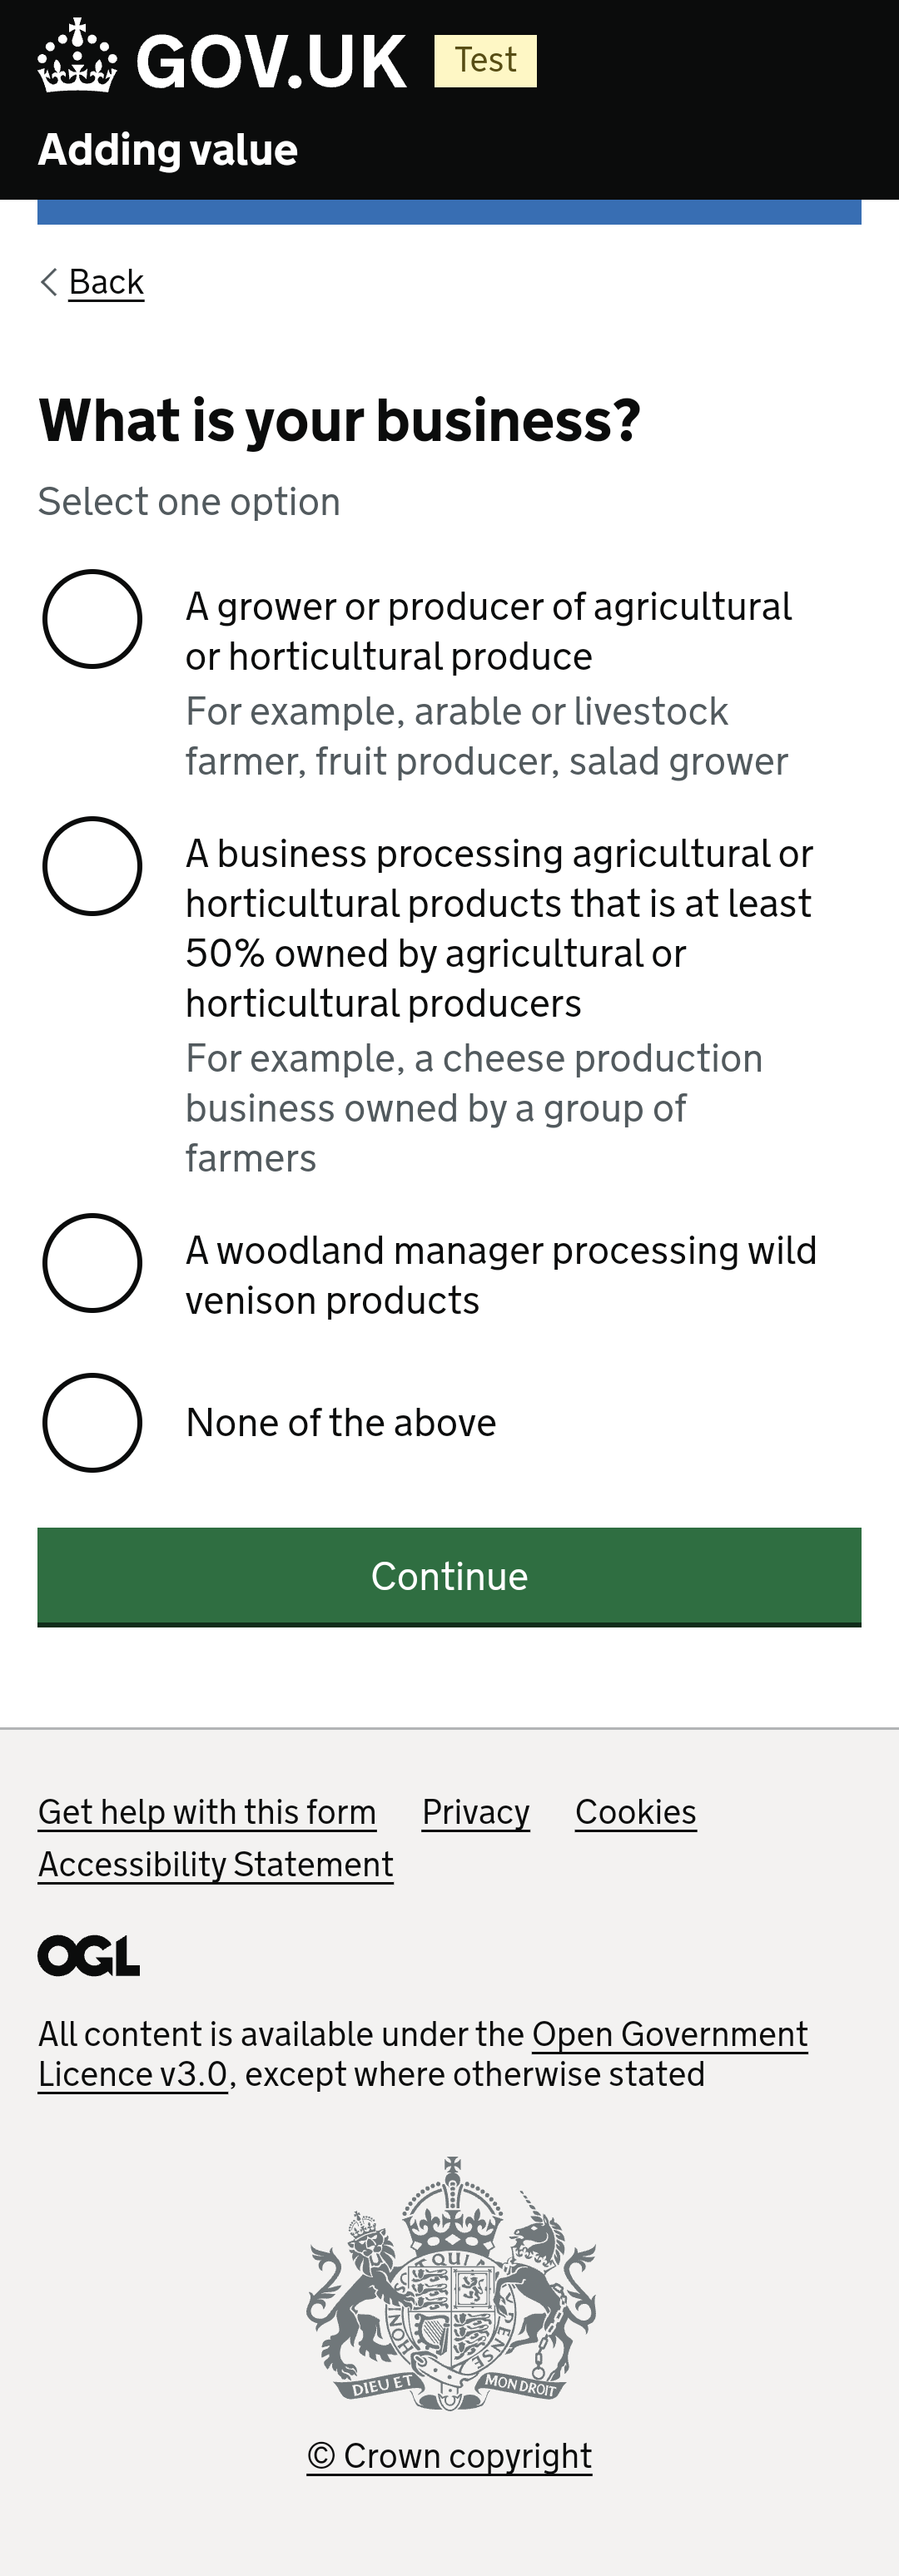 GOV.UK Test
Adding value
Back
What is your business?
Select one option
A grower or producer of agricultural
or horticultural produce
For example, arable or livestock
farmer, fruit producer, salad grower
A business processing agricultural or
horticultural products that is at least
50% owned by agricultural or
horticultural producers
For example, a cheese production
business owned by a group of
farmers
A woodland manager processing wild
venison products
None of the above
Continue
Get help with this form Privacy Cookies
Accessibility Statement
OGL
All content is available under the Open Government
Licence v3.0, except where otherwise stated
QUI
HON
PENSE
DIEU ET MON DROIT
© Crown copyright